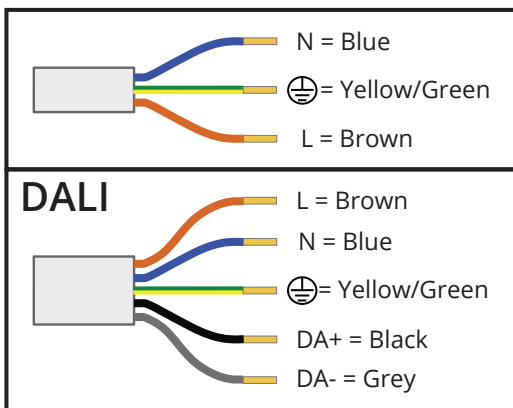 N = Blue
= Yellow/Green
L = Brown
DALI
L = Brown
N = Blue
= Yellow/Green
DA+ = Black
DA- = Grey